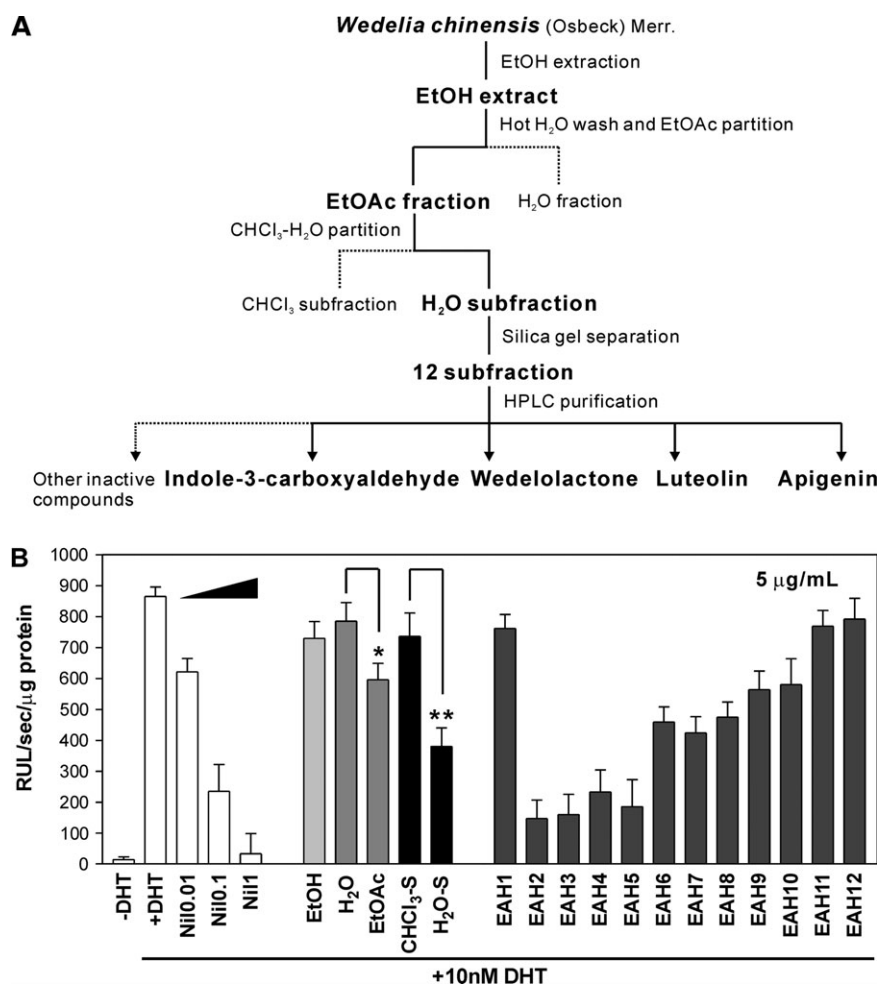 A
Wedelia chinensis (Osbeck) Merr.
EtOH extraction
EtOH extract
Hot H₂O wash and EtOAc partition
EtOAc fraction
H₂O fraction
CHCl₃-H₂O partition
CHCl₃ subfraction
H₂O subfraction
Silica gel separation
12 subfraction
HPLC purification
Other inactive
compounds
Indole-3-carboxyaldehyde
Wedelolactone
Luteolin
Apigenin
B
RUL/sec/μg protein
1000
900
800
700
600
500
400
300
200
100
0
5 μg/mL
*
**
-DHT
+DHT
Nil0.01
Nil0.1
Nil1
EtOH
H₂O
EtOAc
CHCl₃-S
H₂O-S
EAH1
EAH2
EAH3
EAH4
EAH5
EAH6
EAH7
EAH8
EAH9
EAH10
EAH11
EAH12
+10nM DHT